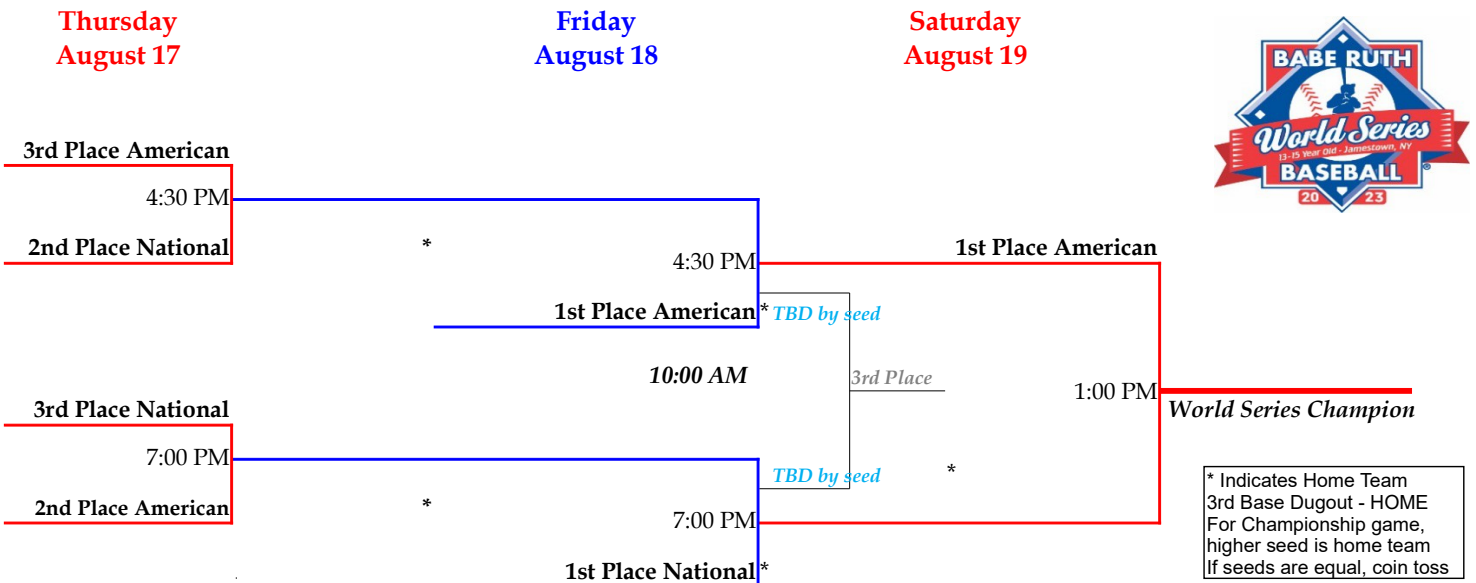 Thursday
August 17
Friday
August 18
Saturday
August 19
BABE RUTH
World Series
13-15 Year Old - Jamestown, NY
BASEBALL ®
20 23
3rd Place American
4:30 PM
2nd Place National
*
4:30 PM
1st Place American
1st Place American * TBD by seed
10:00 AM
3rd Place
1:00 PM
World Series Champion
3rd Place National
7:00 PM
TBD by seed
*
2nd Place American
*
7:00 PM
1st Place National *
* Indicates Home Team
3rd Base Dugout - HOME
For Championship game,
higher seed is home team
If seeds are equal, coin toss